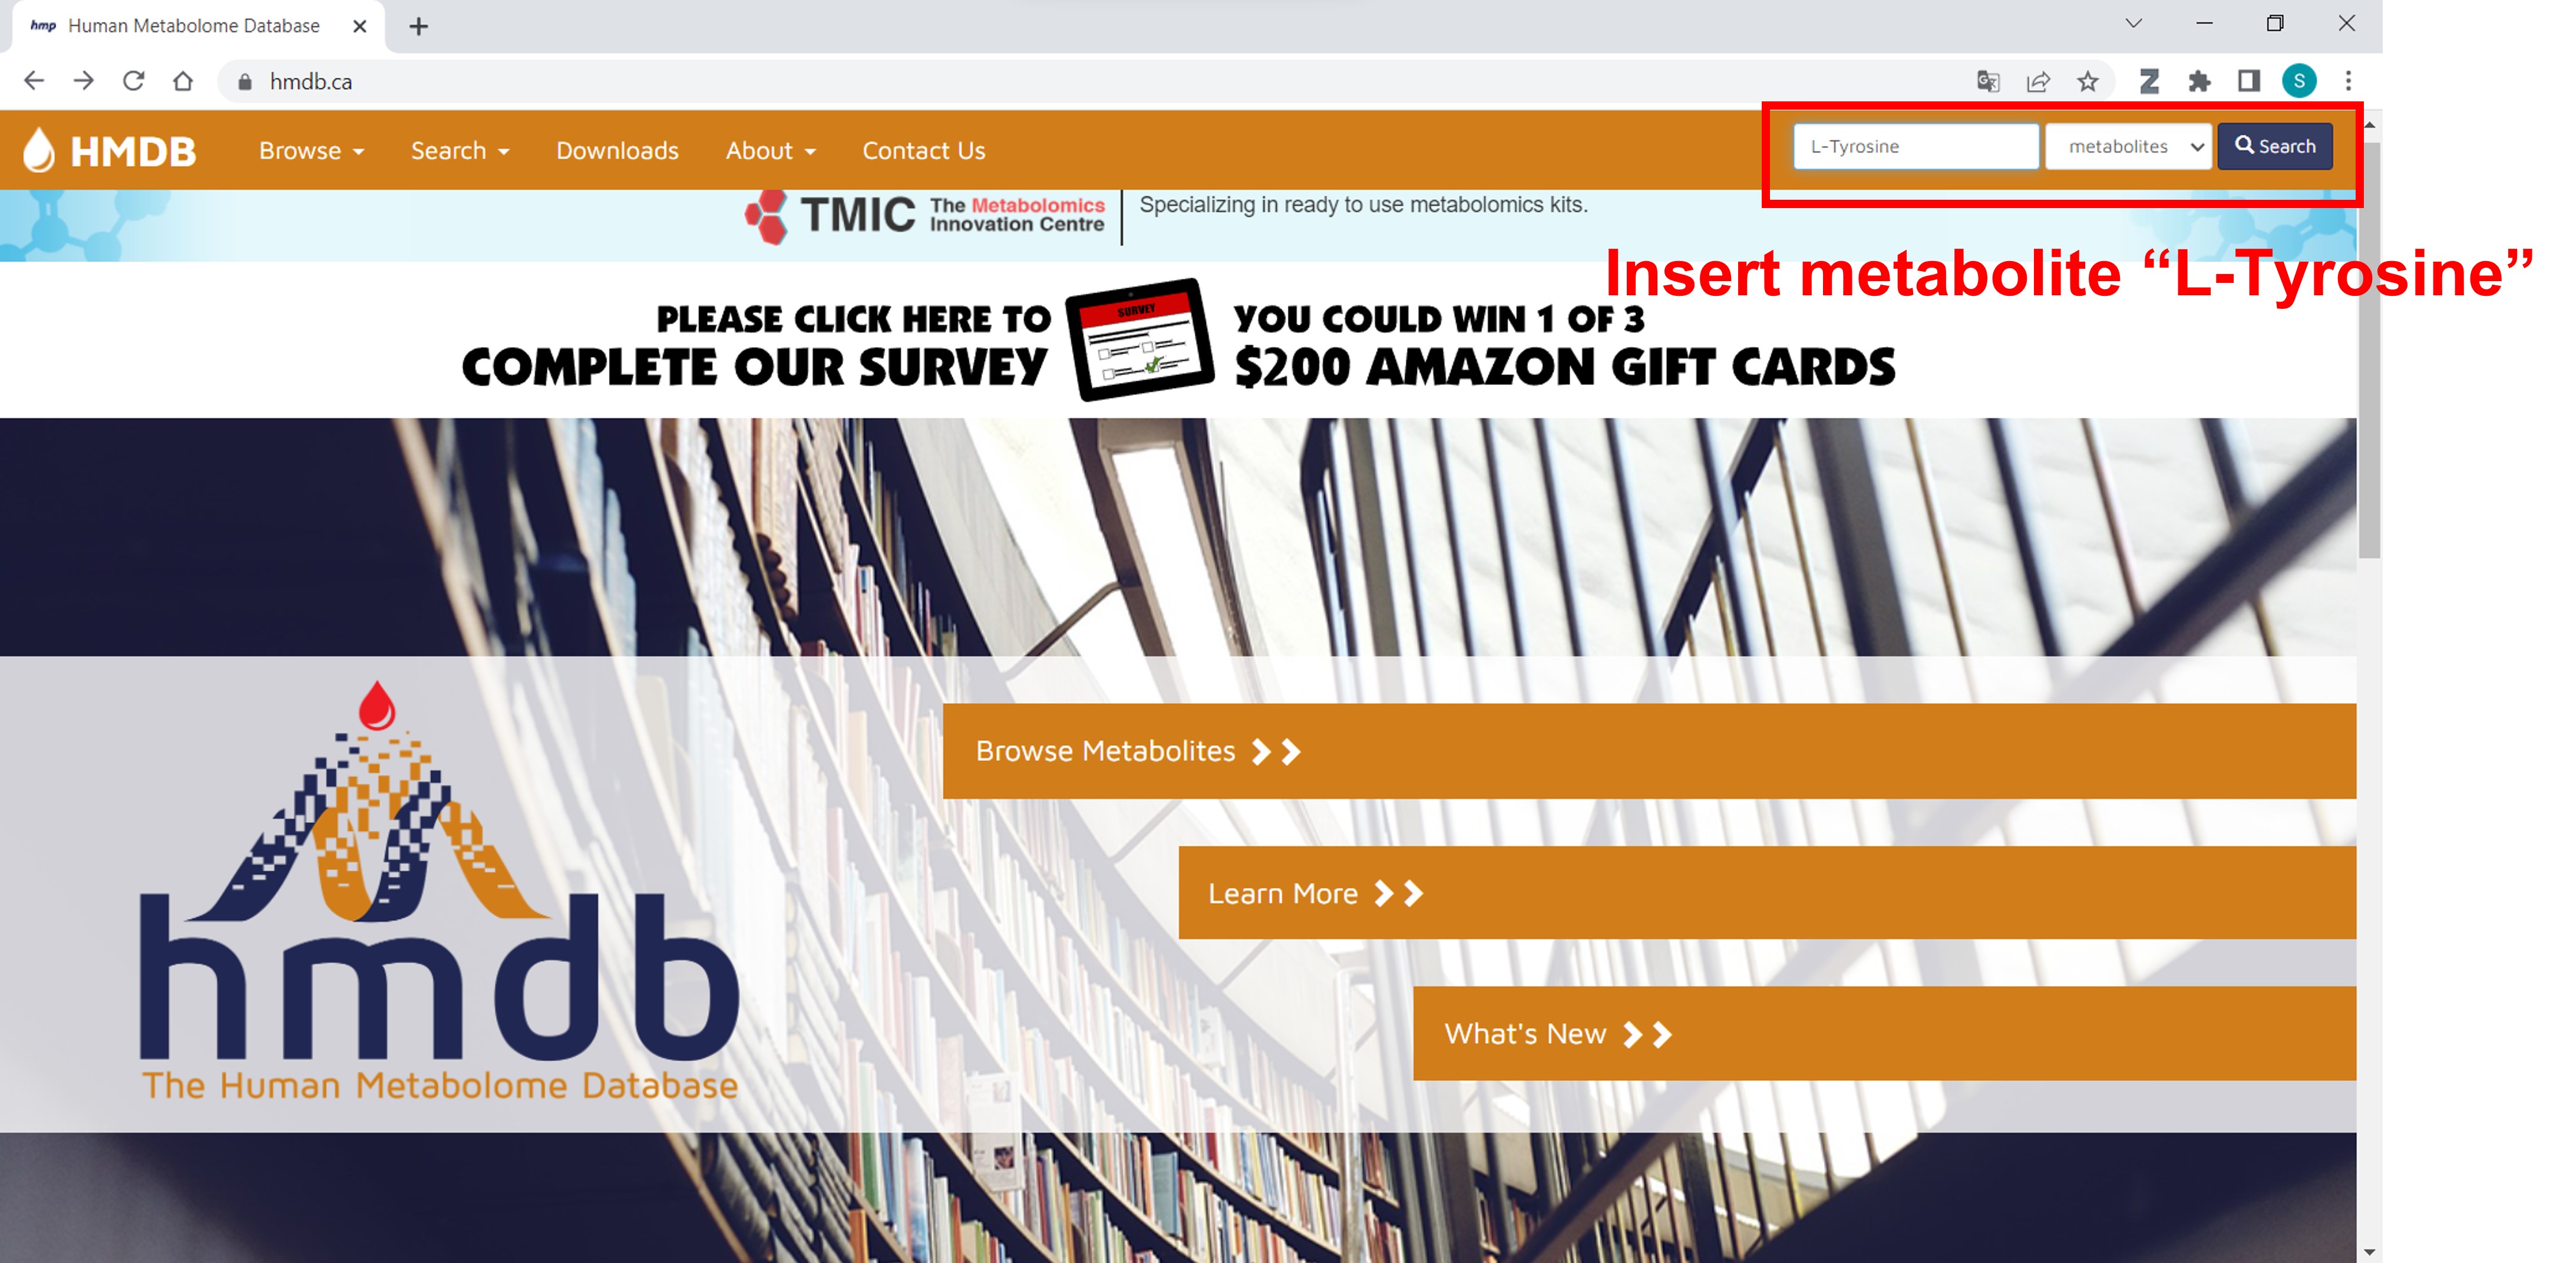 hmp Human Metabolome Database
hmdb.ca
S
HMDB Browse Search Downloads About Contact Us
L-Tyrosine metabolites Search
TMIC The Metabolomics Innovation Centre
Specializing in ready to use metabolomics kits.
Insert metabolite “L-Tyrosine”
PLEASE CLICK HERE TO
COMPLETE OUR SURVEY
SURVEY
YOU COULD WIN 1 OF 3
$200 AMAZON GIFT CARDS
Browse Metabolites
Learn More
What's New
hmdb
The Human Metabolome Database